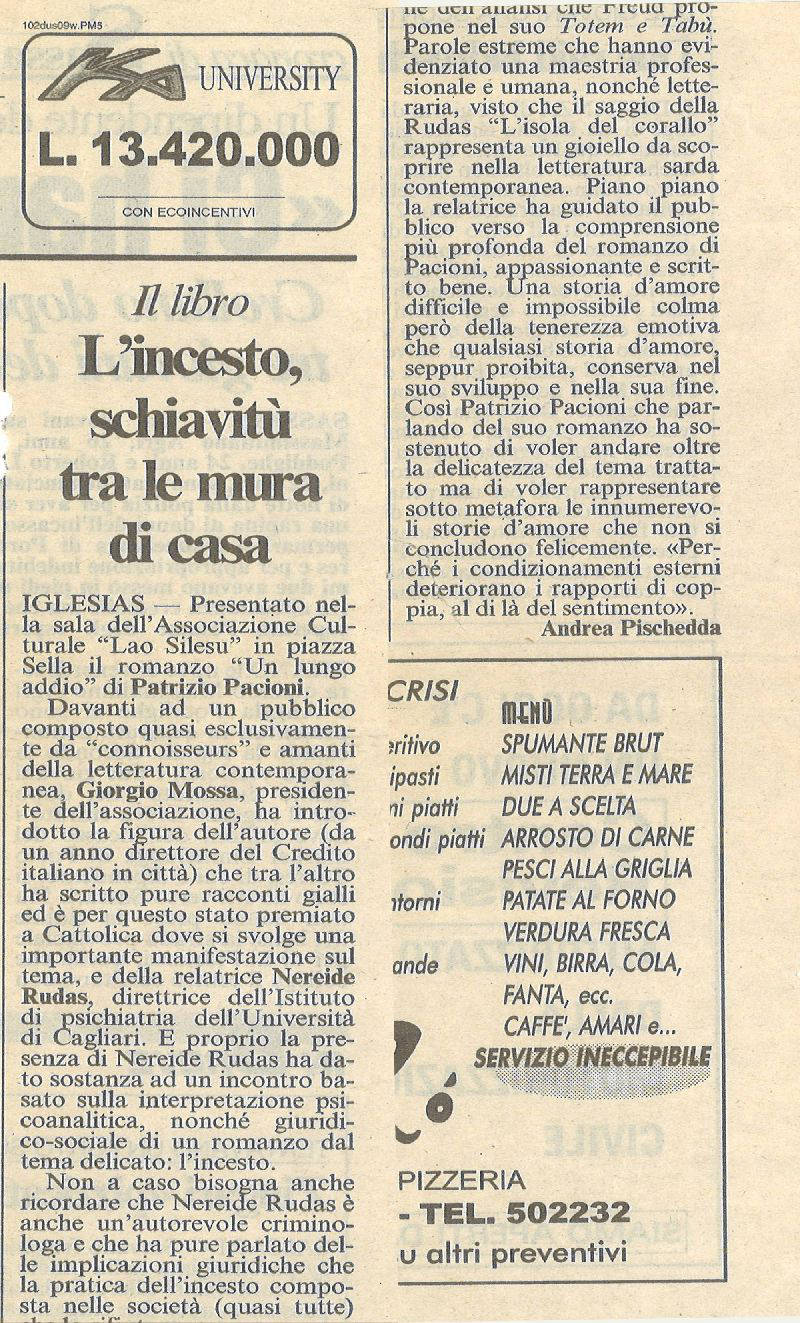 102dus09w.PM5
KA UNIVERSITY
L. 13.420.000
CON ECOINCENTIVI
Il libro
L'incesto,
schiavitù
tra le mura
di casa
IGLESIAS — Presentato nel-
la sala dell'Associazione Cul-
turale “Lao Silesu” in piazza
Sella il romanzo “Un lungo
addio” di Patrizio Pacioni.
Davanti ad un pubblico
composto quasi esclusivamen-
te da “connoisseurs” e amanti
della letteratura contempora-
nea, Giorgio Mossa, presiden-
te dell'associazione, ha intro-
dotto la figura dell'autore (da
un anno direttore del Credito
italiano in città) che tra l'altro
ha scritto pure racconti gialli
ed è per questo stato premiato
a Cattolica dove si svolge una
importante manifestazione sul
tema, e della relatrice Nereide
Rudas, direttrice dell'Istituto
di psichiatria dell'Università
di Cagliari. E proprio la pre-
senza di Nereide Rudas ha da-
to sostanza ad un incontro ba-
sato sulla interpretazione psi-
coanalitica, nonché giuridi-
co-sociale di un romanzo dal
tema delicato: l'incesto.
Non a caso bisogna anche
ricordare che Nereide Rudas è
anche un'autorevole crimino-
loga e che ha pure parlato del-
le implicazioni giuridiche che
la pratica dell'incesto compo-
sta nelle società (quasi tutte)
ne dell'analisi che Freud pro-
pone nel suo Totem e Tabù.
Parole estreme che hanno evi-
denziato una maestria profes-
sionale e umana, nonché lette-
raria, visto che il saggio della
Rudas “L'isola del corallo”
rappresenta un gioiello da sco-
prire nella letteratura sarda
contemporanea. Piano piano
la relatrice ha guidato il pub-
blico verso la comprensione
più profonda del romanzo di
Pacioni, appassionante e scrit-
to bene. Una storia d'amore
difficile e impossibile colma
però della tenerezza emotiva
che qualsiasi storia d'amore,
seppur proibita, conserva nel
suo sviluppo e nella sua fine.
Così Patrizio Pacioni che par-
lando del suo romanzo ha so-
stenuto di voler andare oltre
la delicatezza del tema tratta-
to ma di voler rappresentare
sotto metafora le innumerevo-
li storie d'amore che non si
concludono felicemente. «Per-
ché i condizionamenti esterni
deteriorano i rapporti di cop-
pia, al di là del sentimento».
Andrea Pischedda
CRISI
MENÙ
eritivo SPUMANTE BRUT
ipasti MISTI TERRA E MARE
ni piatti DUE A SCELTA
ondi piatti ARROSTO DI CARNE
PESCI ALLA GRIGLIA
ntorni PATATE AL FORNO
VERDURA FRESCA
ande VINI, BIRRA, COLA,
FANTA, ecc.
CAFFE', AMARI e...
SERVIZIO INECCEPIBILE
PIZZERIA
- TEL. 502232
u altri preventivi